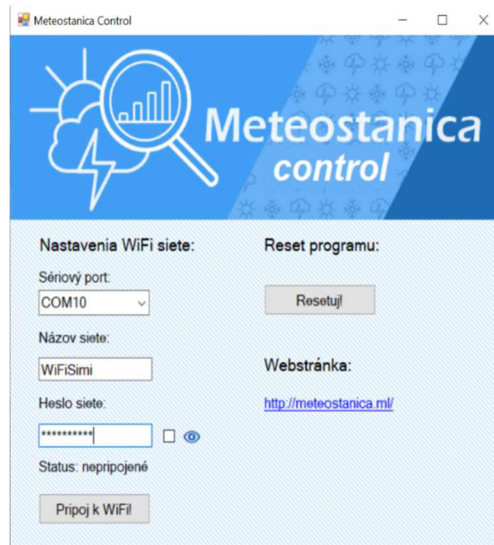 Meteostanica Control
Meteostanica
control
Nastavenia WiFi siete:
Sériový port:
COM10
Názov siete:
WiFiSimi
Heslo siete:
**********
Status: nepripojené
Pripoj k WiFi!
Reset programu:
Resetuj!
Webstránka:
http://meteostanica.ml/